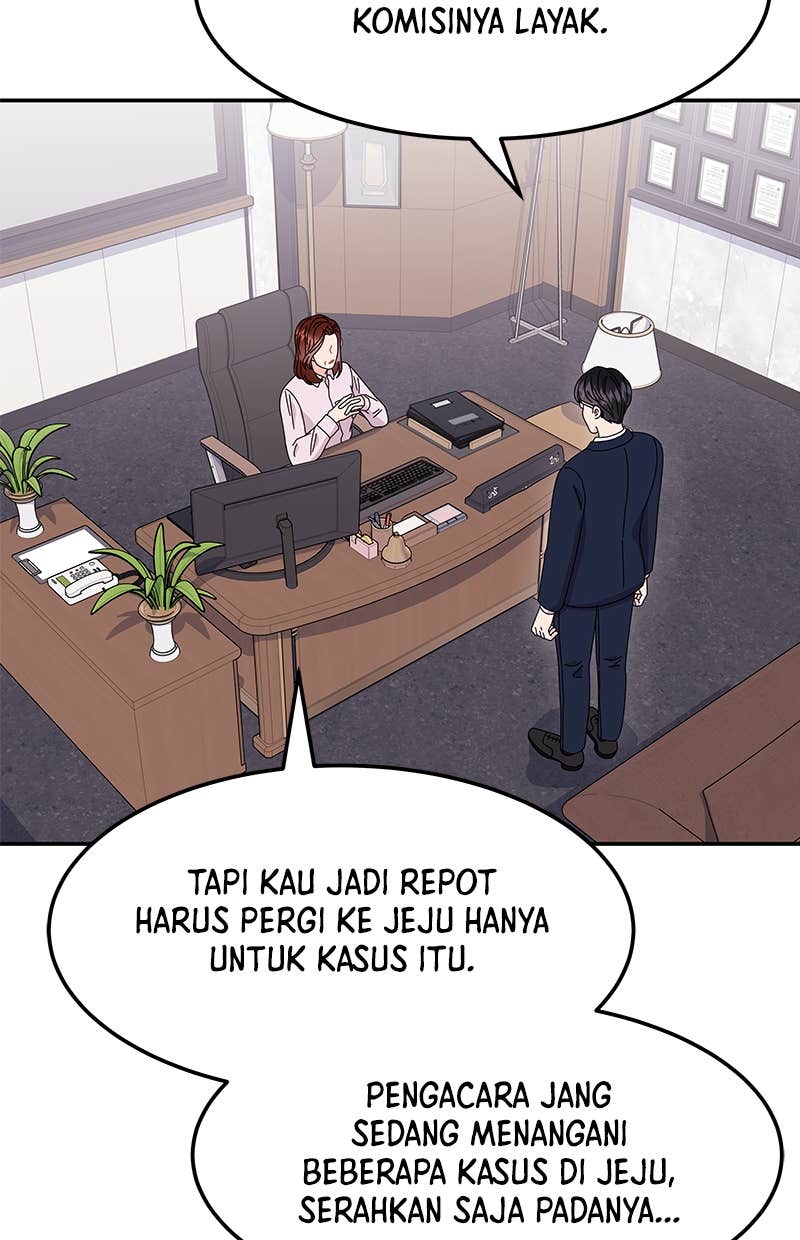 KOMISINYA LAYAK.
TAPI KAU JADI REPOT
HARUS PERGI KE JEJU HANYA
UNTUK KASUS ITU.
PENGACARA JANG
SEDANG MENANGANI
BEBERAPA KASUS DI JEJU,
SERAHKAN SAJA PADANYA...